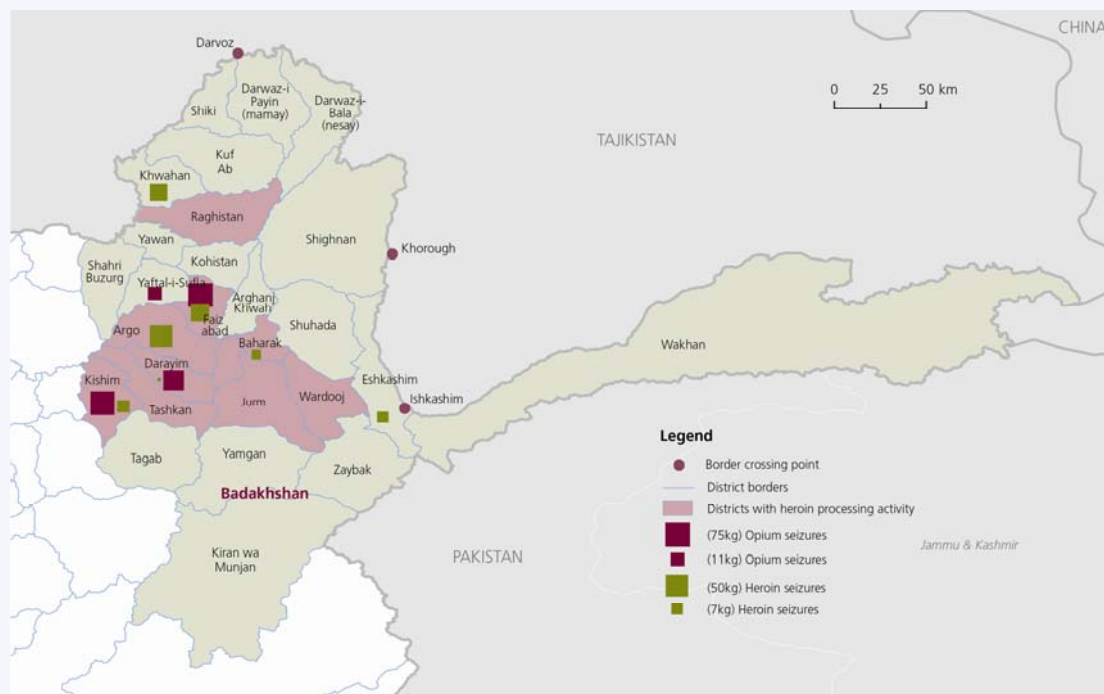 CHINA
Darvoz
Darwaz-i
Payin
(mamay)
Darwaz-i-
Bala
(nesay)
Shiki
0 25 50 km
TAJIKISTAN
Kuf
Ab
Khwahan
Raghistan
Yawan
Shighnan
Khorough
Kohistan
Shahri
Buzurg
Yaftal-i-Sufla
Arghanj
Khwah
Faiz
abad
Shuhada
Argo
Baharak
Wakhan
Darayim
Kishim
Eshkashim
Ishkashim
Wardooj
Jurm
Tashkan
Tagab
Yamgan
Zaybak
Badakhshan
Kiran wa
Munjan
PAKISTAN
Jammu & Kashmir
Legend
Border crossing point
District borders
Districts with heroin processing activity
(75kg) Opium seizures
(11kg) Opium seizures
(50kg) Heroin seizures
(7kg) Heroin seizures